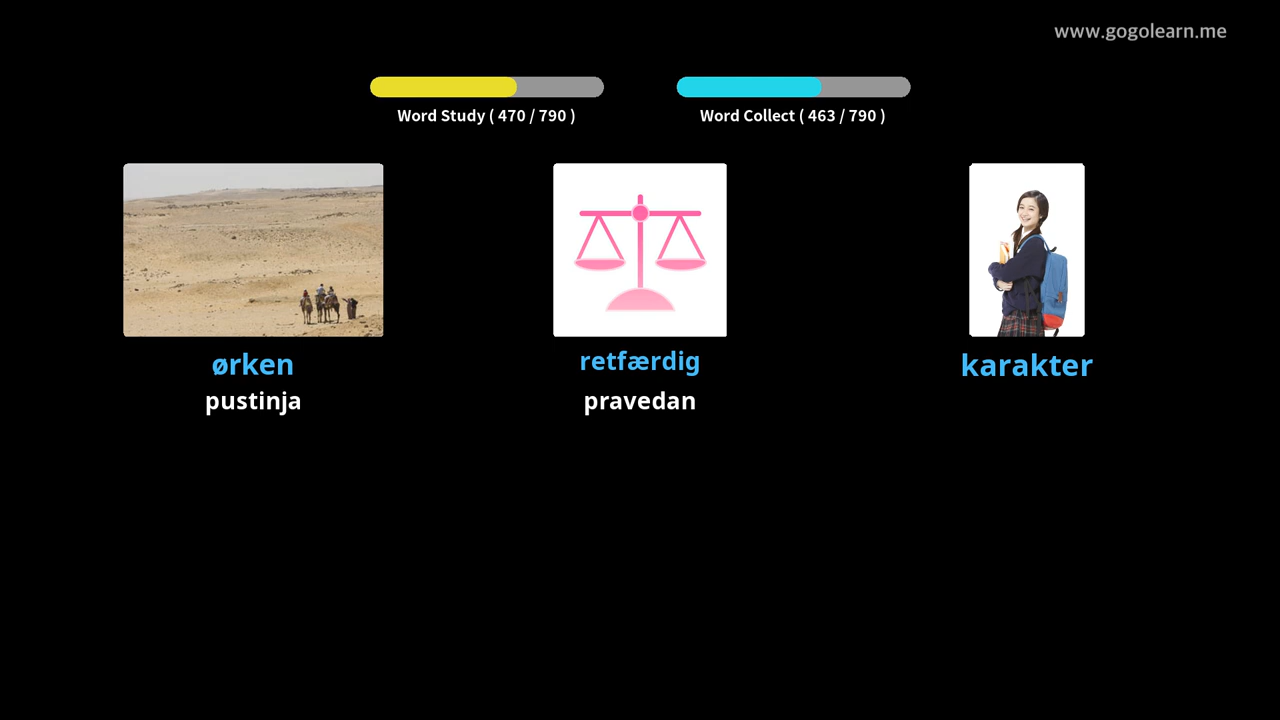 www.gogolearn.me
Word Study ( 470 / 790 )
Word Collect ( 463 / 790 )
ørken
pustinja
retfærdig
pravedan
karakter